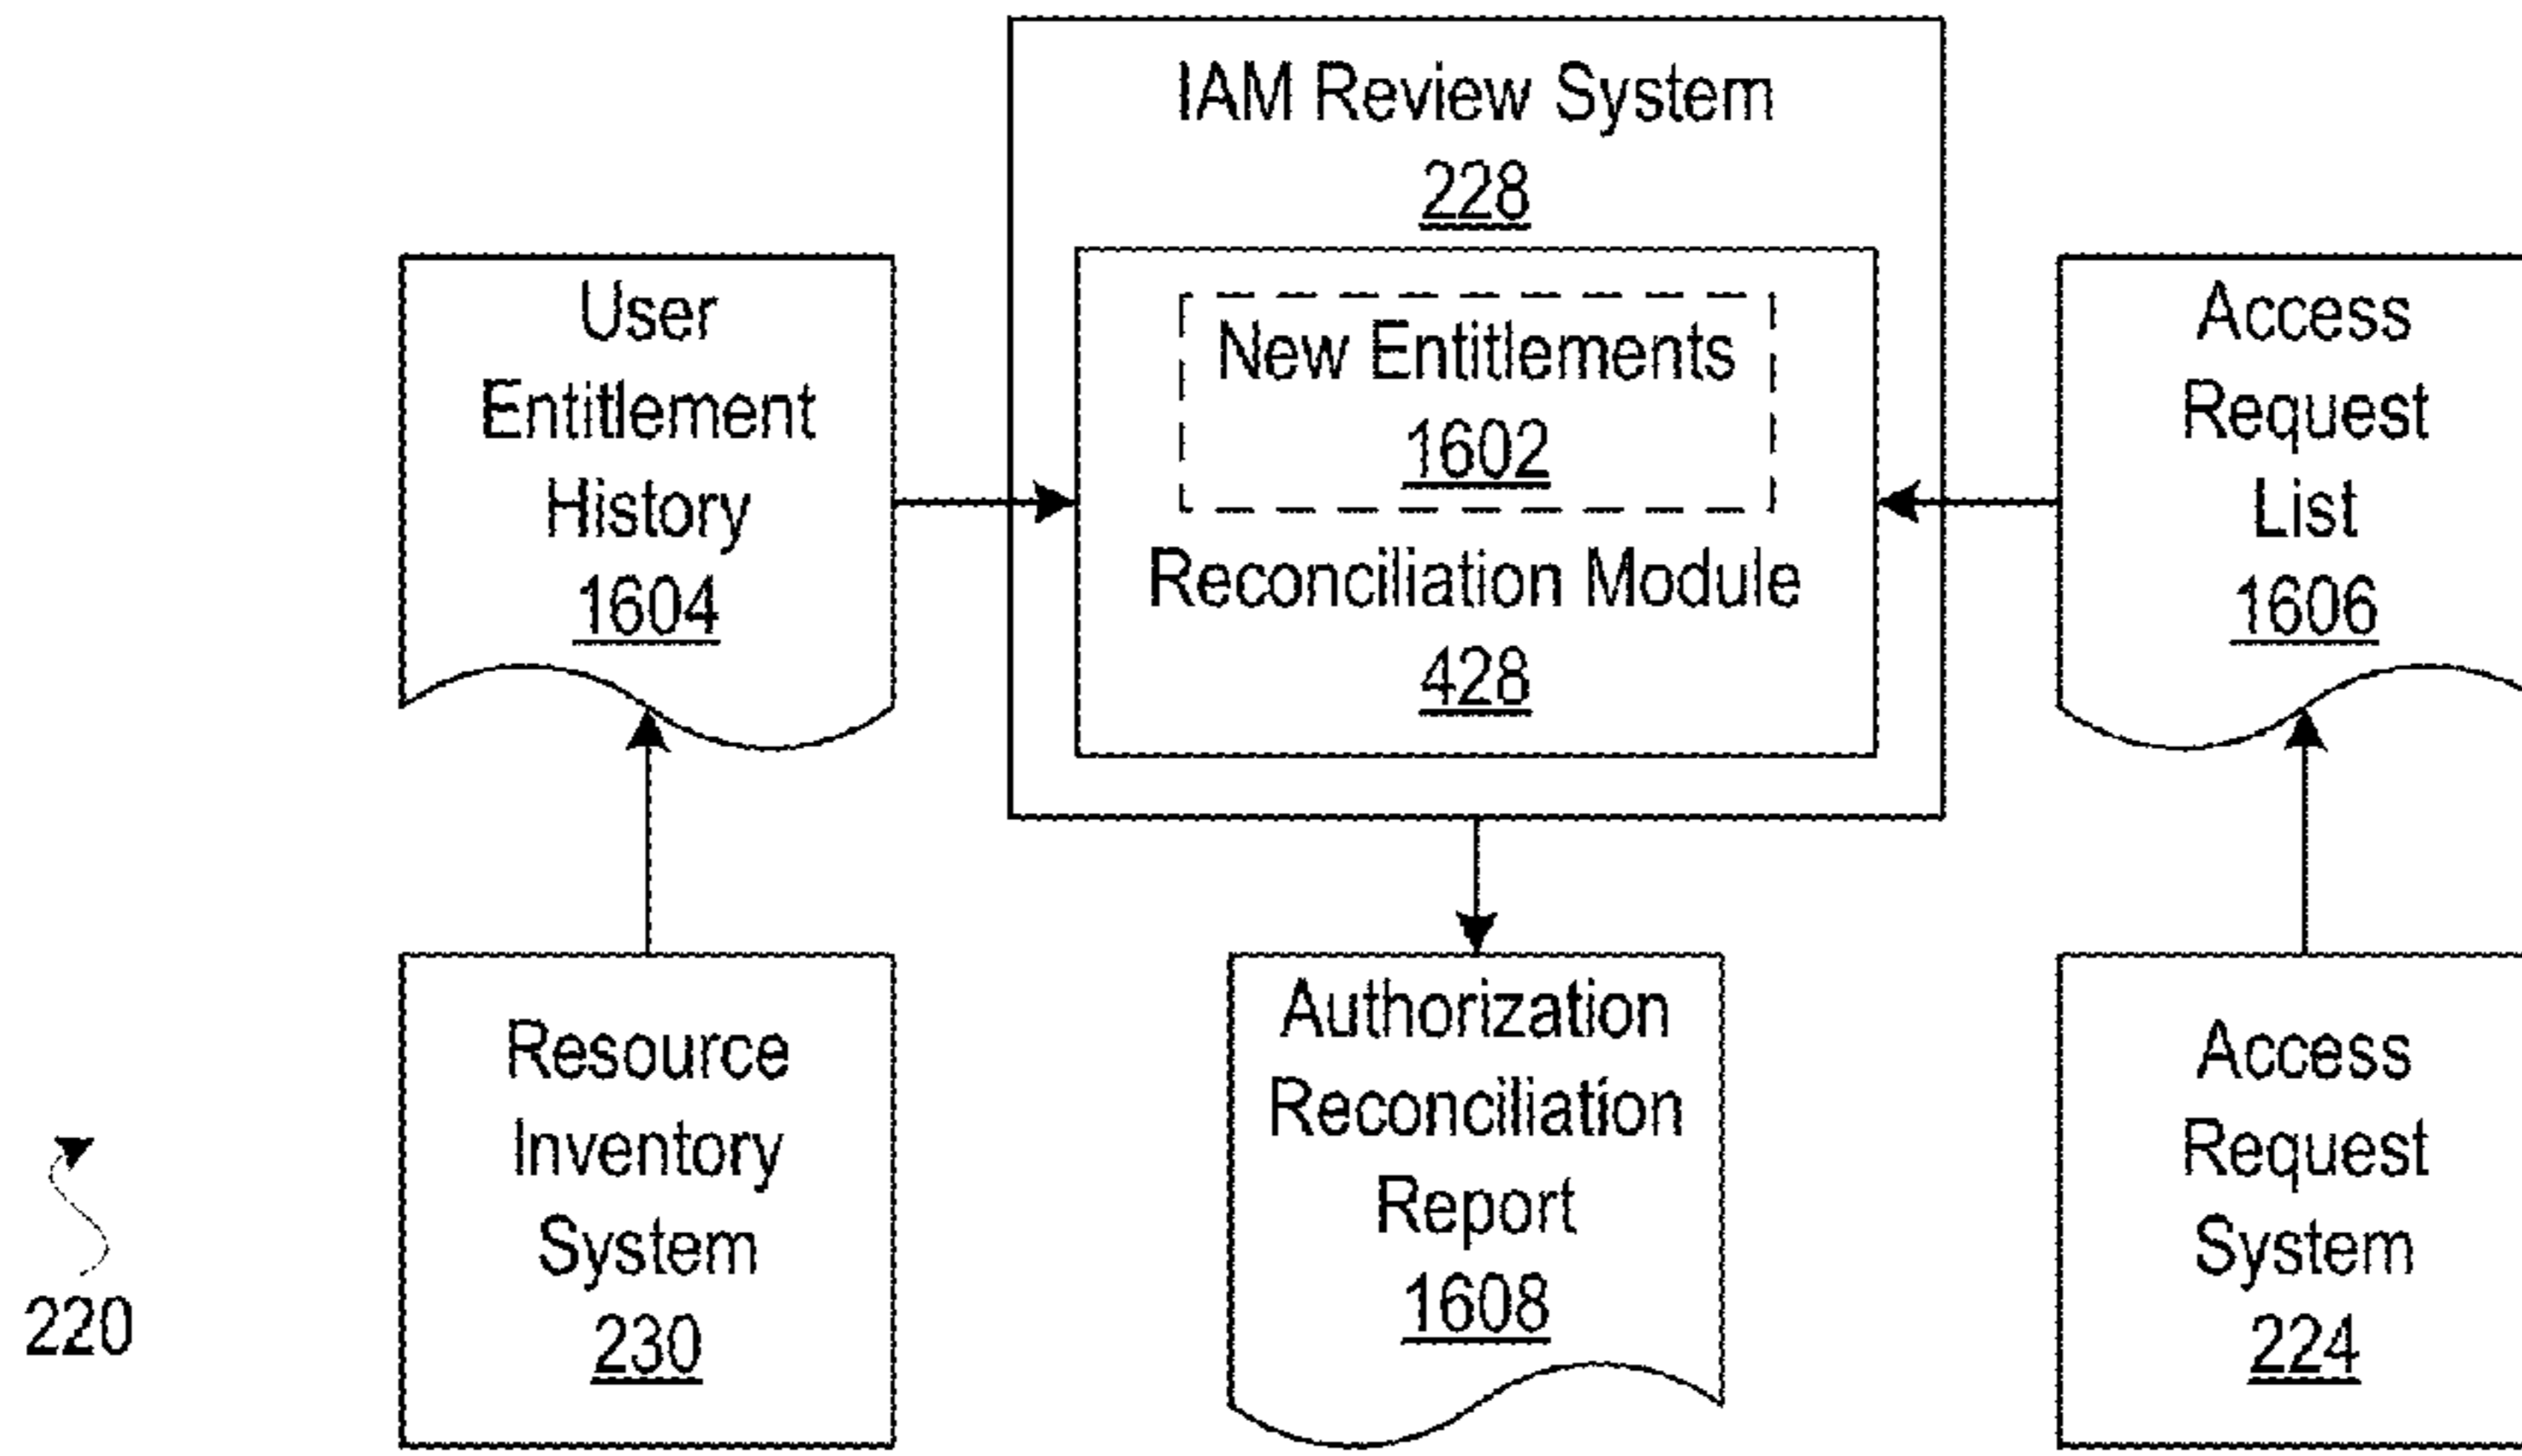 IAM Review System
228
User
Entitlement
History
1604
New Entitlements
1602
Reconciliation Module
428
Access
Request
List
1606
Resource
Inventory
System
230
Authorization
Reconciliation
Report
1608
Access
Request
System
224
220